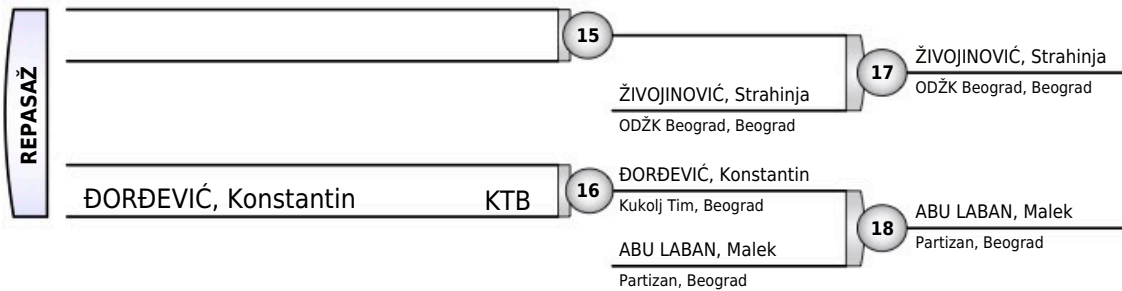 REPASAŽ
15
ŽIVOJINOVIĆ, Strahinja
ODŽK Beograd, Beograd
17
ŽIVOJINOVIĆ, Strahinja
ODŽK Beograd, Beograd
ĐORĐEVIĆ, Konstantin KTB
16
ĐORĐEVIĆ, Konstantin
Kukolj Tim, Beograd
ABU LABAN, Malek
Partizan, Beograd
18
ABU LABAN, Malek
Partizan, Beograd